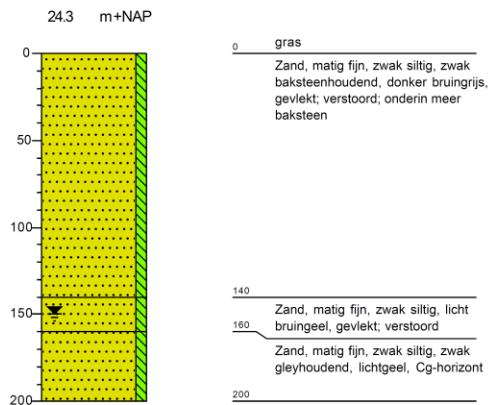 24.3 m+NAP
0
50
100
150
200
0
gras
Zand, matig fijn, zwak siltig, zwak
baksteenhoudend, donker bruingrijs,
gevlekt; verstoord; onderin meer
baksteen
140
Zand, matig fijn, zwak siltig, licht
bruingeel, gevlekt; verstoord
160
Zand, matig fijn, zwak siltig, zwak
gleyhoudend, lichtgeel, Cg-horizont
200